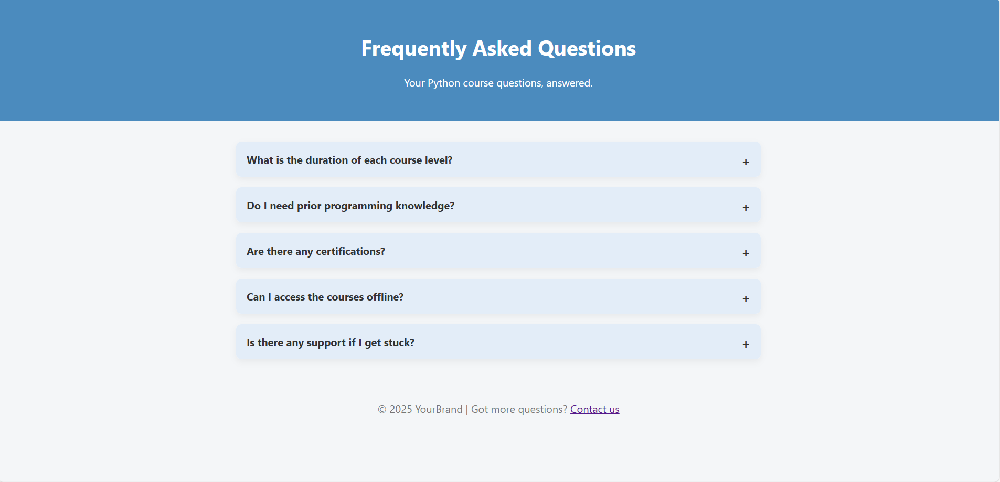 Frequently Asked Questions
Your Python course questions, answered.
What is the duration of each course level? +
Do I need prior programming knowledge? +
Are there any certifications? +
Can I access the courses offline? +
Is there any support if I get stuck? +
© 2025 YourBrand | Got more questions? Contact us